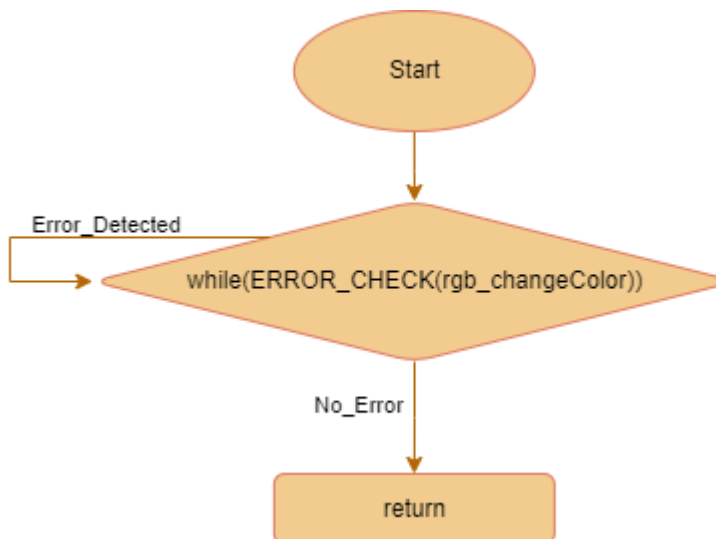 Start
Error_Detected
while(ERROR_CHECK(rgb_changeColor))
No_Error
return